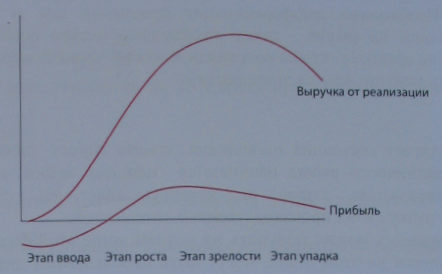 Выручка от реализации
Прибыль
Этап ввода Этап роста Этап зрелости Этап упадка